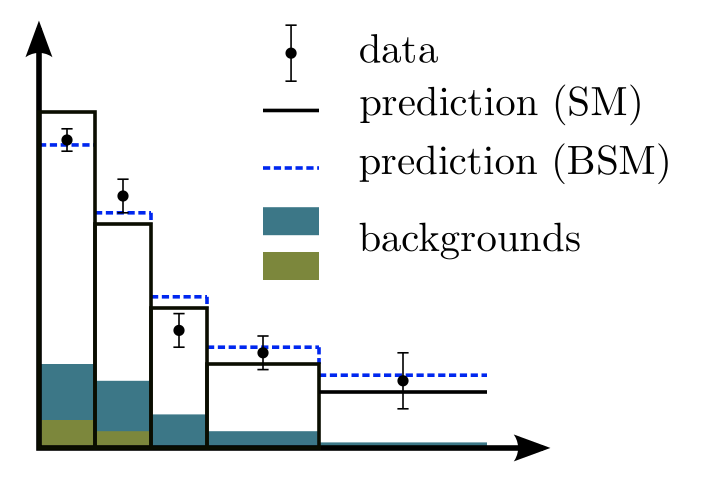 data
prediction (SM)
prediction (BSM)
backgrounds